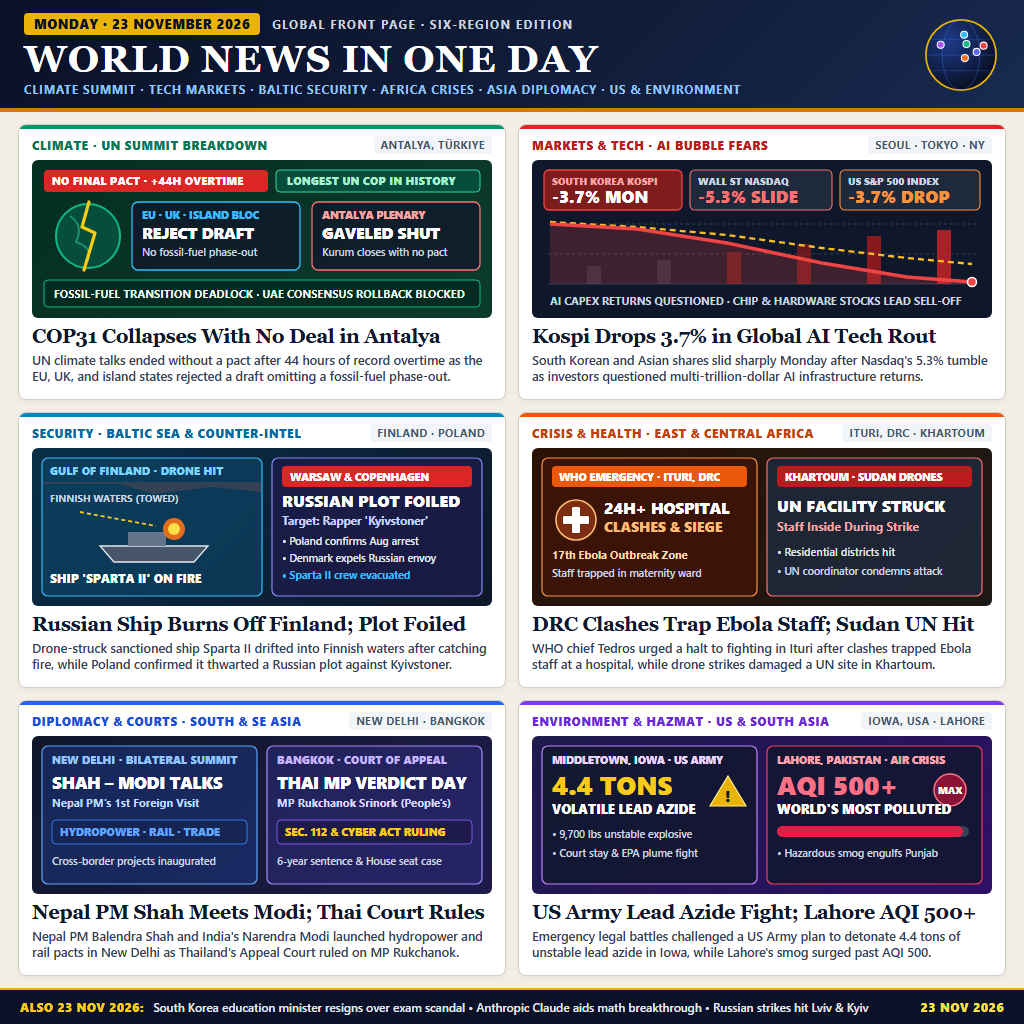 MONDAY · 23 NOVEMBER 2026
GLOBAL FRONT PAGE · SIX-REGION EDITION
WORLD NEWS IN ONE DAY
CLIMATE SUMMIT · TECH MARKETS · BALTIC SECURITY · AFRICA CRISES · ASIA DIPLOMACY · US & ENVIRONMENT
CLIMATE · UN SUMMIT BREAKDOWN
ANTALYA, TÜRKIYE
NO FINAL PACT · +44H OVERTIME
LONGEST UN COP IN HISTORY
EU · UK · ISLAND BLOC
REJECT DRAFT
No fossil-fuel phase-out
ANTALYA PLENARY
GAVELED SHUT
Kurum closes with no pact
FOSSIL-FUEL TRANSITION DEADLOCK · UAE CONSENSUS ROLLBACK BLOCKED
COP31 Collapses With No Deal in Antalya
UN climate talks ended without a pact after 44 hours of record overtime as the
EU, UK, and island states rejected a draft omitting a fossil-fuel phase-out.
MARKETS & TECH · AI BUBBLE FEARS
SEOUL · TOKYO · NY
SOUTH KOREA KOSPI
-3.7% MON
WALL ST NASDAQ
-5.3% SLIDE
US S&P 500 INDEX
-3.7% DROP
AI CAPEX RETURNS QUESTIONED · CHIP & HARDWARE STOCKS LEAD SELL-OFF
Kospi Drops 3.7% in Global AI Tech Rout
South Korean and Asian shares slid sharply Monday after Nasdaq's 5.3% tumble
as investors questioned multi-trillion-dollar AI infrastructure returns.
SECURITY · BALTIC SEA & COUNTER-INTEL
FINLAND · POLAND
GULF OF FINLAND · DRONE HIT
FINNISH WATERS (TOWED)
SHIP 'SPARTA II' ON FIRE
WARSAW & COPENHAGEN
RUSSIAN PLOT FOILED
Target: Rapper 'Kyivstoner'
• Poland confirms Aug arrest
• Denmark expels Russian envoy
• Sparta II crew evacuated
Russian Ship Burns Off Finland; Plot Foiled
Drone-struck sanctioned ship Sparta II drifted into Finnish waters after catching
fire, while Poland confirmed it thwarted a Russian plot against Kyivstoner.
CRISIS & HEALTH · EAST & CENTRAL AFRICA
ITURI, DRC · KHARTOUM
WHO EMERGENCY · ITURI, DRC
24H+ HOSPITAL
CLASHES & SIEGE
17th Ebola Outbreak Zone
Staff trapped in maternity ward
KHARTOUM · SUDAN DRONES
UN FACILITY STRUCK
Staff Inside During Strike
• Residential districts hit
• UN coordinator condemns attack
DRC Clashes Trap Ebola Staff; Sudan UN Hit
WHO chief Tedros urged a halt to fighting in Ituri after clashes trapped Ebola
staff at a hospital, while drone strikes damaged a UN site in Khartoum.
DIPLOMACY & COURTS · SOUTH & SE ASIA
NEW DELHI · BANGKOK
NEW DELHI · BILATERAL SUMMIT
SHAH – MODI TALKS
Nepal PM's 1st Foreign Visit
HYDROPOWER · RAIL · TRADE
Cross-border projects inaugurated
BANGKOK · COURT OF APPEAL
THAI MP VERDICT DAY
MP Rukchanok Srinork (People's)
SEC. 112 & CYBER ACT RULING
6-year sentence & House seat case
Nepal PM Shah Meets Modi; Thai Court Rules
Nepal PM Balendra Shah and India's Narendra Modi launched hydropower and
rail pacts in New Delhi as Thailand's Appeal Court ruled on MP Rukchanok.
ENVIRONMENT & HAZMAT · US & SOUTH ASIA
IOWA, USA · LAHORE
MIDDLETOWN, IOWA · US ARMY
4.4 TONS
!
VOLATILE LEAD AZIDE
• 9,700 lbs unstable explosive
• Court stay & EPA plume fight
LAHORE, PAKISTAN · AIR CRISIS
AQI 500+
MAX
WORLD'S MOST POLLUTED
• Hazardous smog engulfs Punjab
US Army Lead Azide Fight; Lahore AQI 500+
Emergency legal battles challenged a US Army plan to detonate 4.4 tons of
unstable lead azide in Iowa, while Lahore's smog surged past AQI 500.
ALSO 23 NOV 2026: South Korea education minister resigns over exam scandal • Anthropic Claude aids math breakthrough • Russian strikes hit Lviv & Kyiv
23 NOV 2026